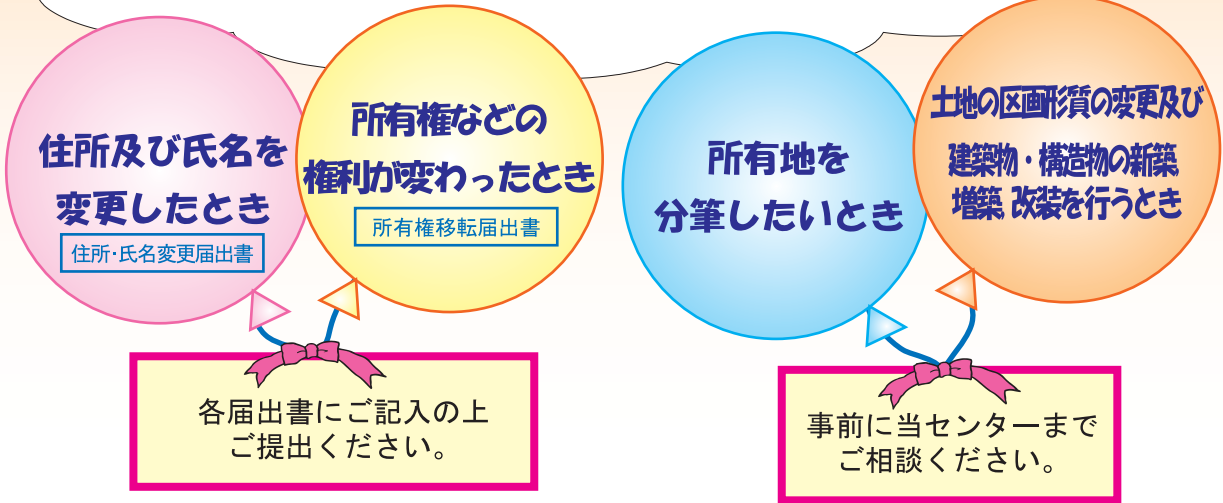 住所及び氏名を
変更したとき
住所・氏名変更届出書
所有権などの
権利が変わったとき
所有権移転届出書
各届出書にご記入の上
ご提出ください。
所有地を
分筆したいとき
土地の区画形質の変更及び
建築物・構造物の新築、
増築、改装を行うとき
事前に当センターまで
ご相談ください。